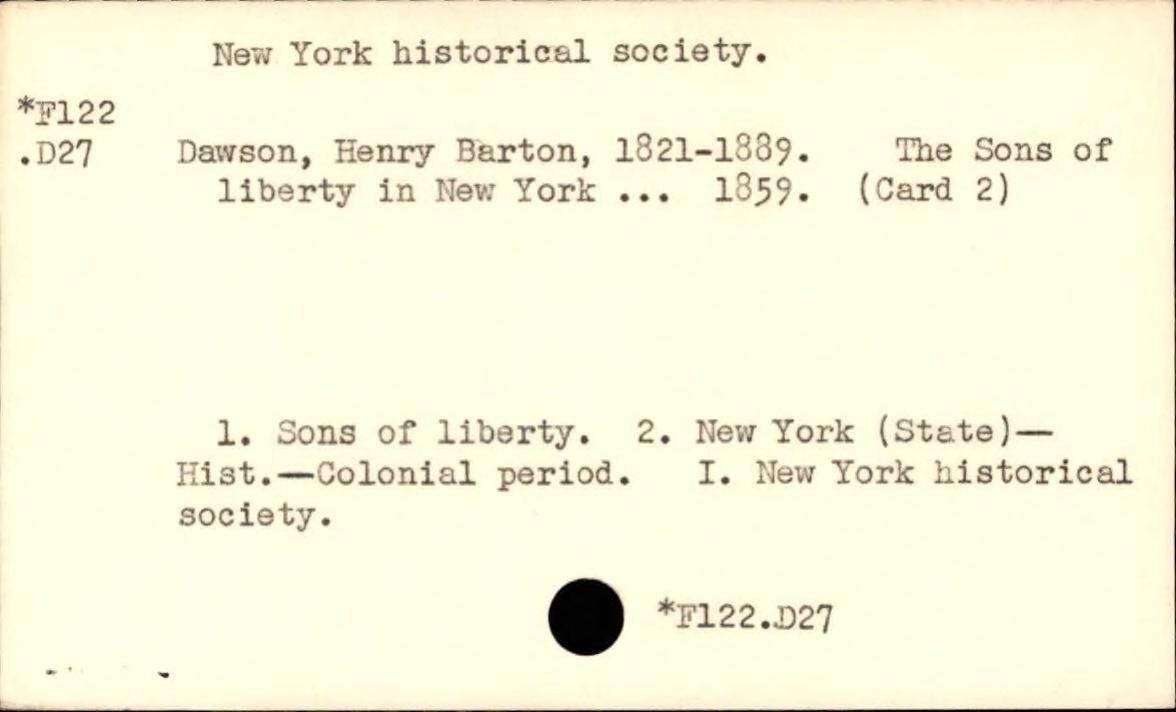 New York historical society.
*F122
.D27 Dawson, Henry Barton, 1821-1889. The Sons of
liberty in New York ... 1859. (Card 2)
1. Sons of liberty. 2. New York (State)—
Hist.—Colonial period. I. New York historical
society.
*F122.D27